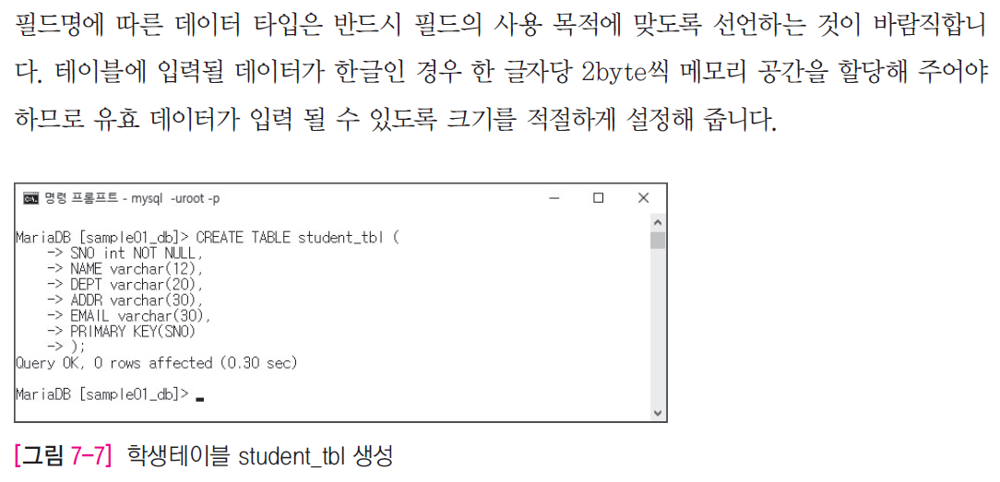 필드명에 따른 데이터 타입은 반드시 필드의 사용 목적에 맞도록 선언하는 것이 바람직합니
다. 테이블에 입력될 데이터가 한글인 경우 한 글자당 2byte씩 메모리 공간을 할당해 주어야
하므로 유효 데이터가 입력 될 수 있도록 크기를 적절하게 설정해 줍니다.
명령 프롬프트 - mysql -uroot -p
MariaDB [sample01_db]> CREATE TABLE student_tbl (
-> SNO int NOT NULL,
-> NAME varchar(12),
-> DEPT varchar(20),
-> ADDR varchar(30),
-> EMAIL varchar(30),
-> PRIMARY KEY(SNO)
-> );
Query OK, 0 rows affected (0.30 sec)
MariaDB [sample01_db]>
[그림 7-7] 학생테이블 student_tbl 생성